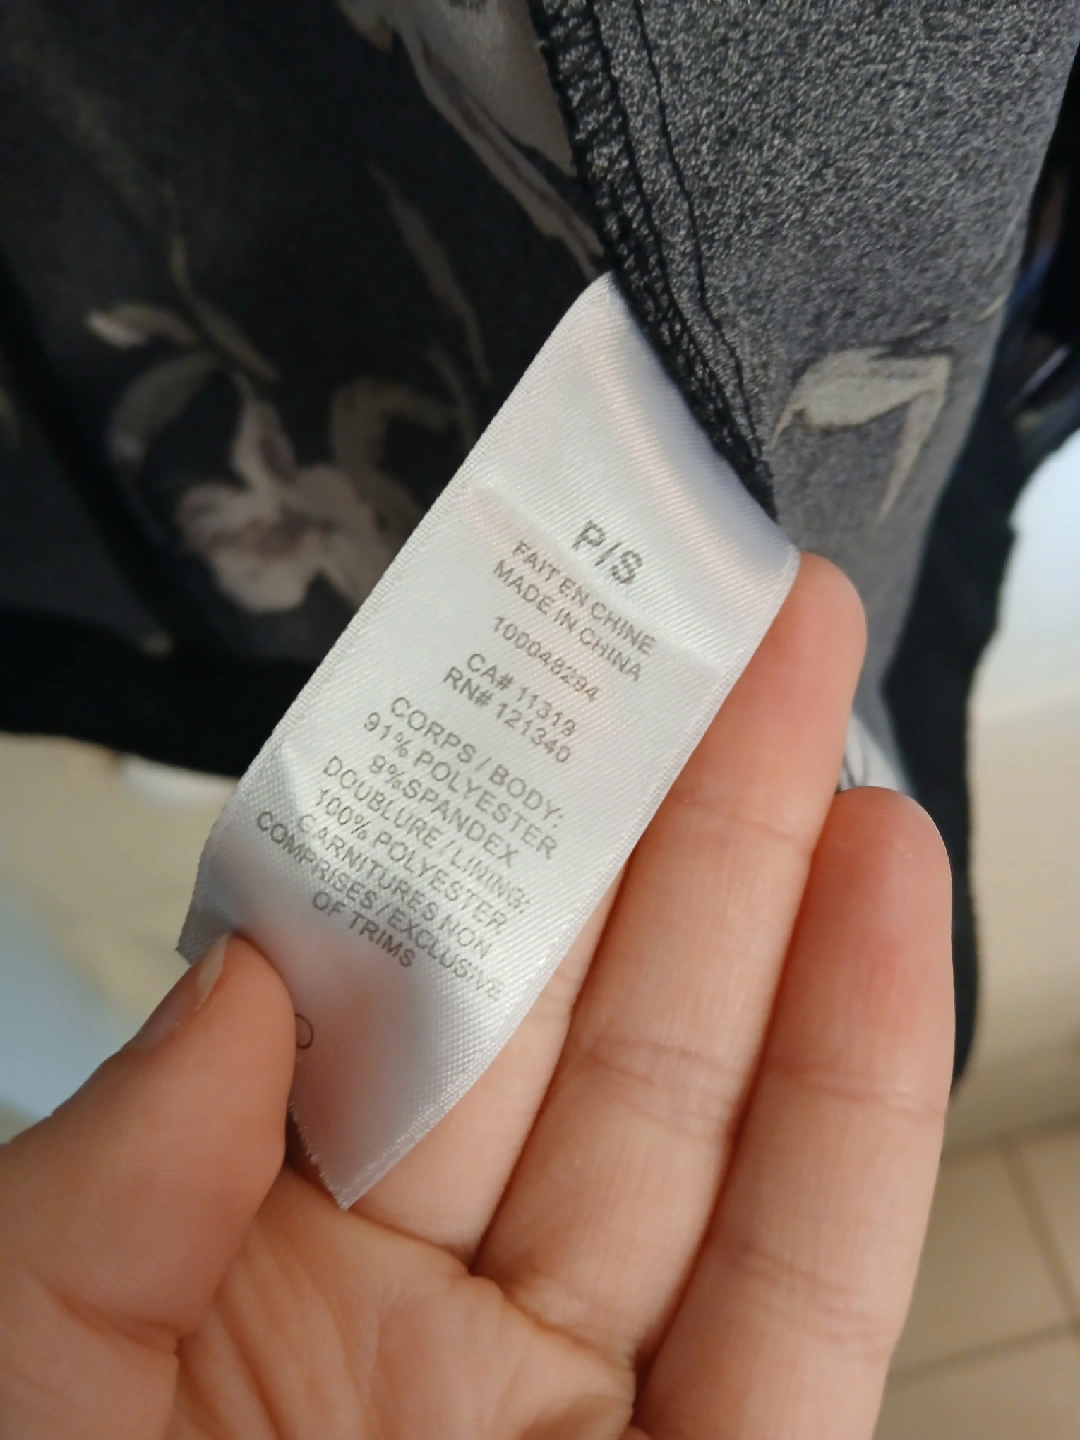 P/S
FAIT EN CHINE
MADE IN CHINA
100048294
CA# 11319
RN# 121340
CORPS / BODY:
91% POLYESTER
9%SPANDEX
DOUBLURE / LINING:
100% POLYESTER
GARNITURES NON
COMPRISES / EXCLUSIVE
OF TRIMS